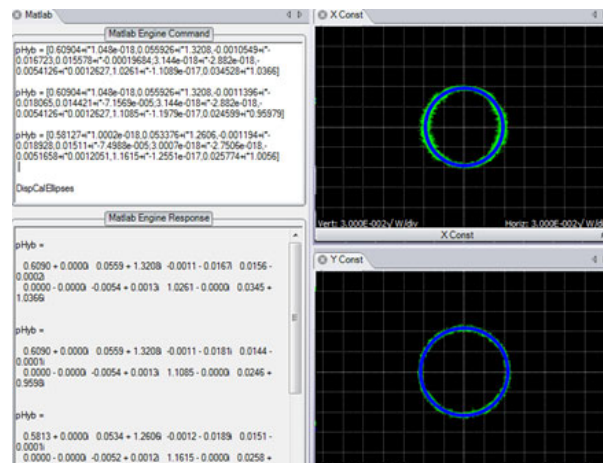 Matlab
Matlab Engine Command
pHyb = [0.60904+i*1.048e-018,0.055926+i*1.3208,-0.0010549+i*-
0.016723,0.015578+i*-0.00019684;3.144e-018+i*-2.882e-018,-
0.0054126+i*0.0012627,1.0261+i*-1.1089e-017,0.034528+i*1.0366]
pHyb = [0.60904+i*1.048e-018,0.055926+i*1.3208,-0.0011396+i*-
0.018065,0.014421+i*-7.1569e-005;3.144e-018+i*-2.882e-018,-
0.0054126+i*0.0012627,1.1085+i*-1.1979e-017,0.024599+i*0.95979]
pHyb = [0.58127+i*1.0002e-018,0.053376+i*1.2606,-0.001194+i*-
0.018928,0.01511+i*-7.4988e-005;3.0007e-018+i*-2.7506e-018,-
0.0051658+i*0.0012051,1.1615+i*-1.2551e-017,0.025774+i*1.0056]
DispCalEllipses
Matlab Engine Response
pHyb =
0.6090 + 0.0000i 0.0559 + 1.3208i -0.0011 - 0.0167i 0.0156 -
0.0002i
0.0000 - 0.0000i -0.0054 + 0.0013i 1.0261 - 0.0000i 0.0345 +
1.0366i
pHyb =
0.6090 + 0.0000i 0.0559 + 1.3208i -0.0011 - 0.0181i 0.0144 -
0.0001i
0.0000 - 0.0000i -0.0054 + 0.0013i 1.1085 - 0.0000i 0.0246 +
0.9598i
pHyb =
0.5813 + 0.0000i 0.0534 + 1.2606i -0.0012 - 0.0189i 0.0151 -
0.0001i
0.0000 - 0.0000i -0.0052 + 0.0012i 1.1615 - 0.0000i 0.0258 +
X Const
Vert: 3.000E-002√W/div Horiz: 3.000E-002√W/div
X Const
Y Const